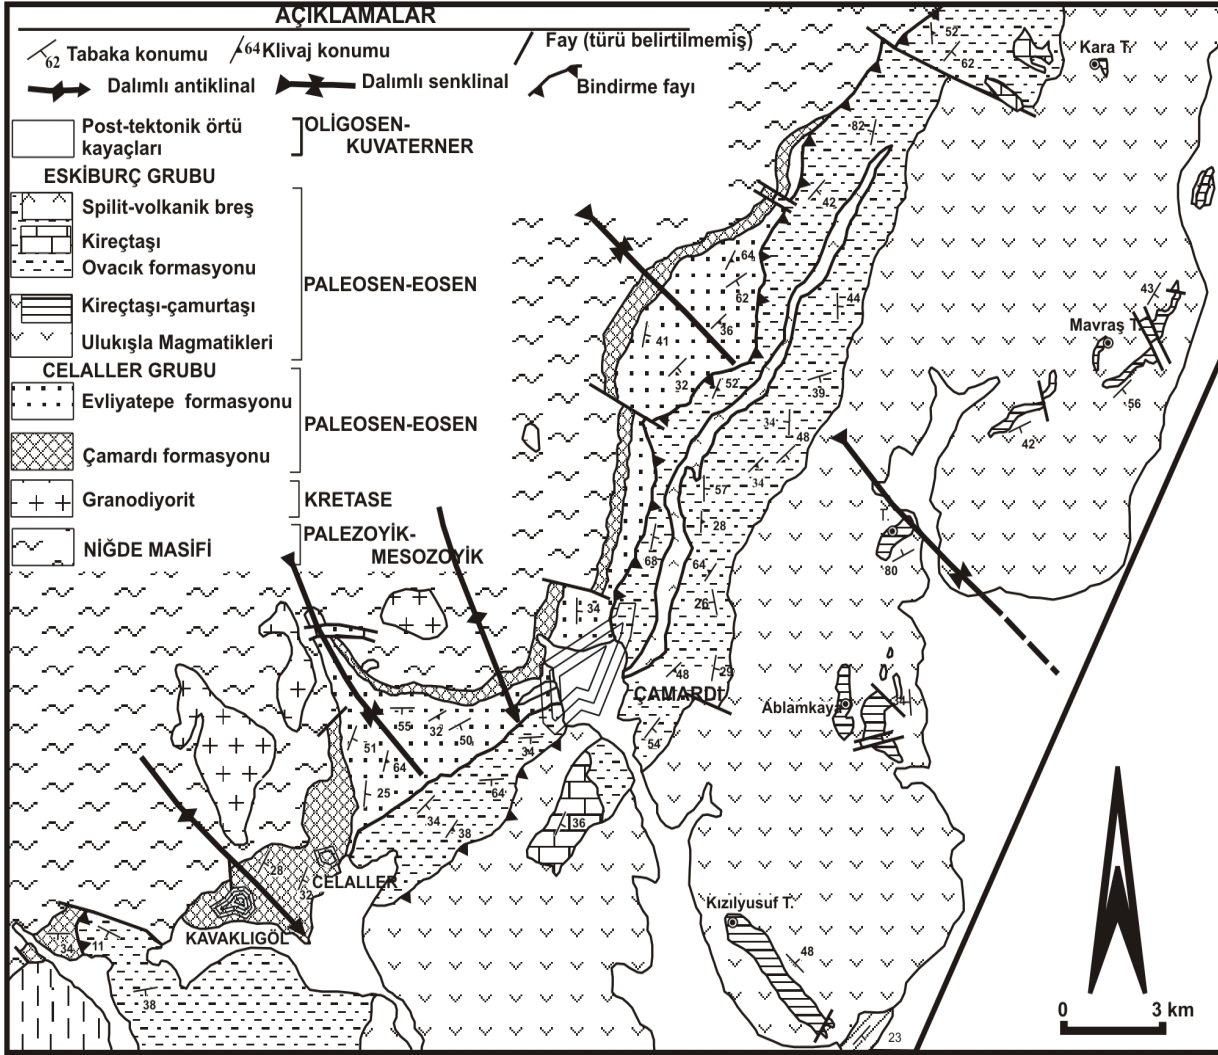 AÇIKLAMALAR
62 Tabaka konumu
64 Klivaj konumu
Fay (türü belirtilmemiş)
Dalımlı antiklinal
Dalımlı senklinal
Bindirme fayı
Post-tektonik örtü
kayaçları
OLİGOSEN-
KUVATERNER
ESKİBURÇ GRUBU
Spilit-volkanik breş
Kireçtaşı
Ovacık formasyonu
PALEOSEN-EOSEN
Kireçtaşı-çamurtaşı
Ulukışla Magmatikleri
CELALLER GRUBU
Evliyatepe formasyonu
PALEOSEN-EOSEN
Çamardı formasyonu
Granodiyorit
KRETASE
NİĞDE MASİFİ
PALEZOYİK-
MESOZOYİK
52
62
Kara T.
82
42
64
62
36
41
32
52
44
39
34
48
34
57
28
68
64
26
43
Mavraş T.
56
42
T.
80
34
48
29
ÇAMARDI
54
Ablamkaya
34
55
32
50
51
64
25
34
64
34
38
36
28
32
CELALLER
KAVAKLIGÖL
34
11
38
Kızılyusuf T.
48
23
0 3 km